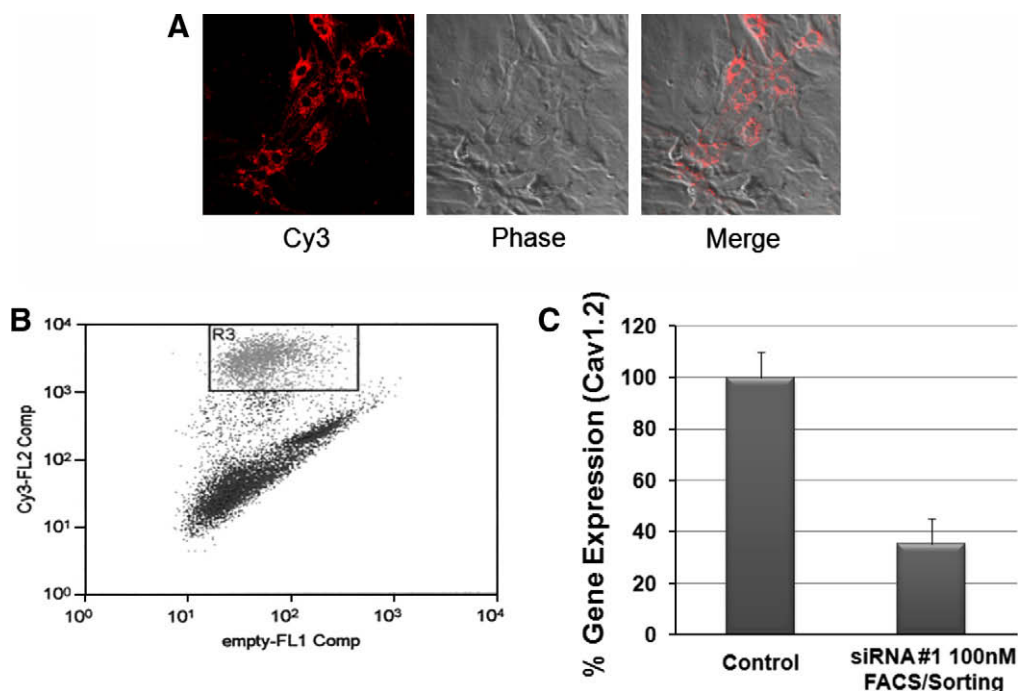 A
Cy3
Phase
Merge
B
R3
Cy3-FL2 Comp
10⁴
10³
10²
10¹
10⁰
10⁰
10¹
10²
10³
10⁴
empty-FL1 Comp
C
% Gene Expression (Cav1.2)
120
100
80
60
40
20
0
Control
siRNA#1 100nM
FACS/Sorting